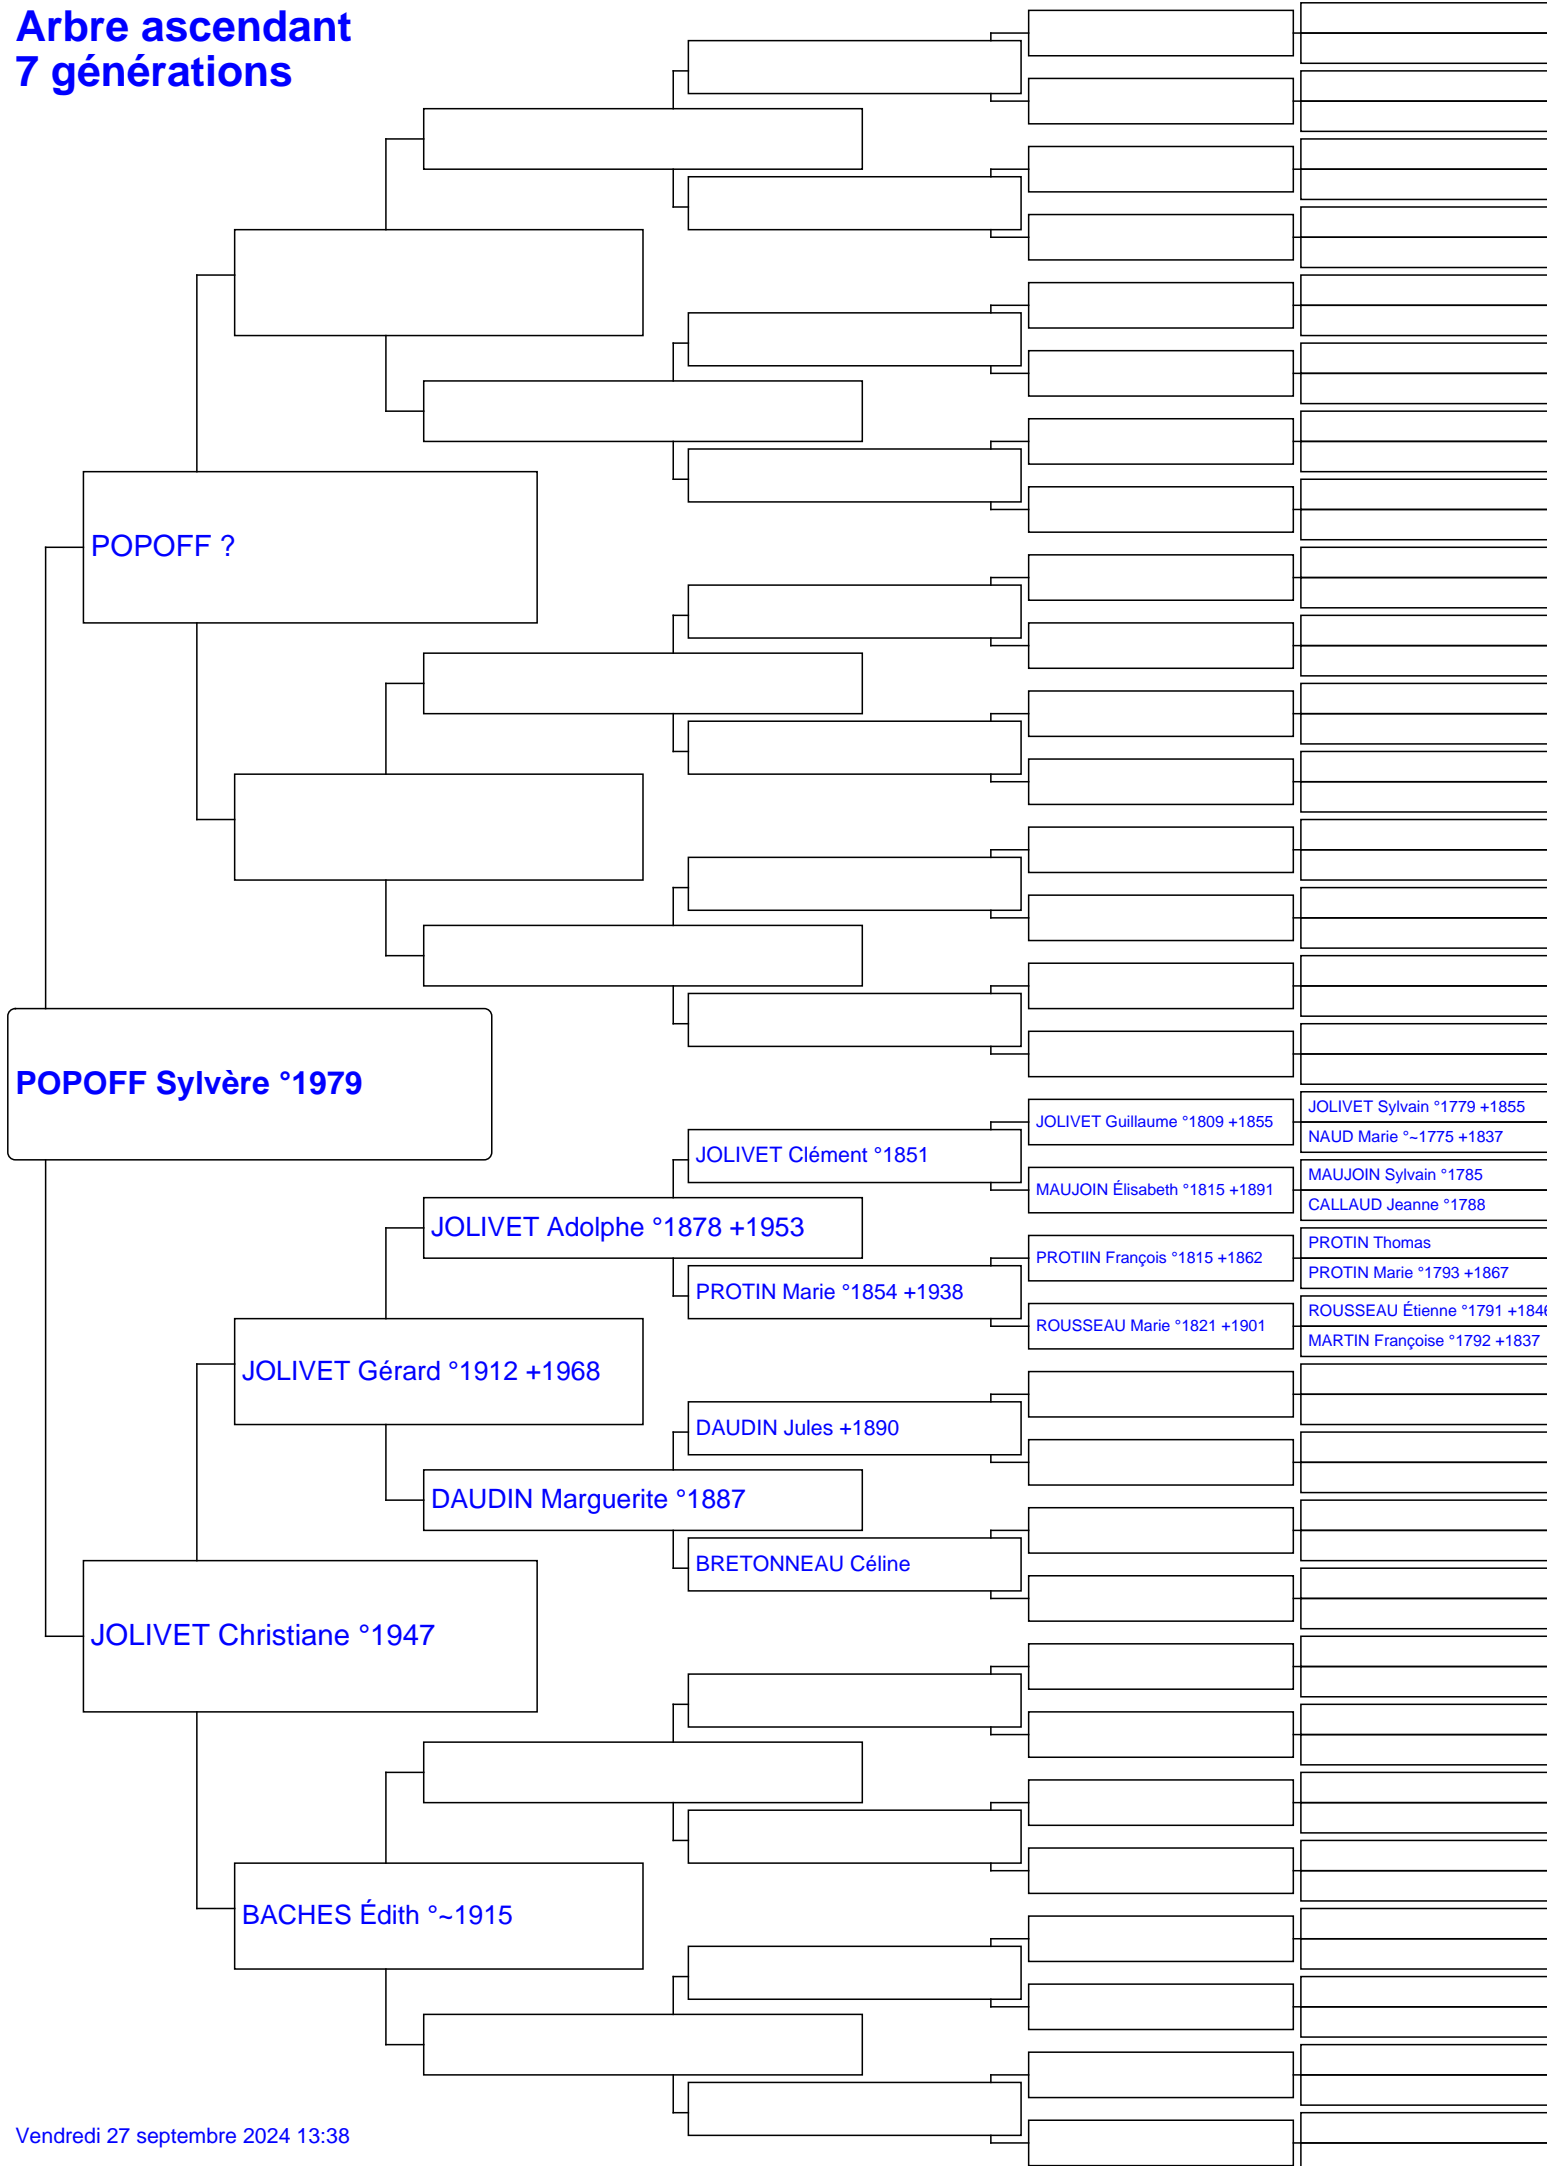 Arbre ascendant
7 générations
POPOFF ?
POPOFF Sylvère °1979
JOLIVET Guillaume °1809 +1855
JOLIVET Sylvain °1779 +1855
NAUD Marie °~1775 +1837
JOLIVET Clément °1851
MAUJOIN Élisabeth °1815 +1891
MAUJOIN Sylvain °1785
CALLAUD Jeanne °1788
JOLIVET Adolphe °1878 +1953
PROTIIN François °1815 +1862
PROTIN Thomas
PROTIN Marie °1793 +1867
PROTIN Marie °1854 +1938
ROUSSEAU Marie °1821 +1901
ROUSSEAU Étienne °1791 +1846
MARTIN Françoise °1792 +1837
JOLIVET Gérard °1912 +1968
DAUDIN Jules +1890
DAUDIN Marguerite °1887
BRETONNEAU Céline
JOLIVET Christiane °1947
BACHES Édith °~1915
Vendredi 27 septembre 2024 13:38